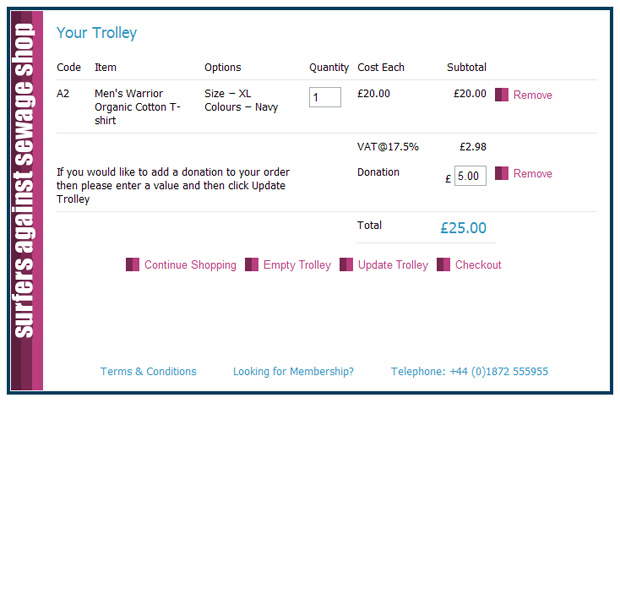 surfers against sewage shop
Your Trolley
Code Item Options Quantity Cost Each Subtotal
A2 Men's Warrior Size – XL 1 £20.00 £20.00 Remove
Organic Cotton T- Colours – Navy
shirt
VAT@17.5% £2.98
If you would like to add a donation to your order Donation £ 5.00 Remove
then please enter a value and then click Update
Trolley
Total £25.00
Continue Shopping Empty Trolley Update Trolley Checkout
Terms & Conditions Looking for Membership? Telephone: +44 (0)1872 555955